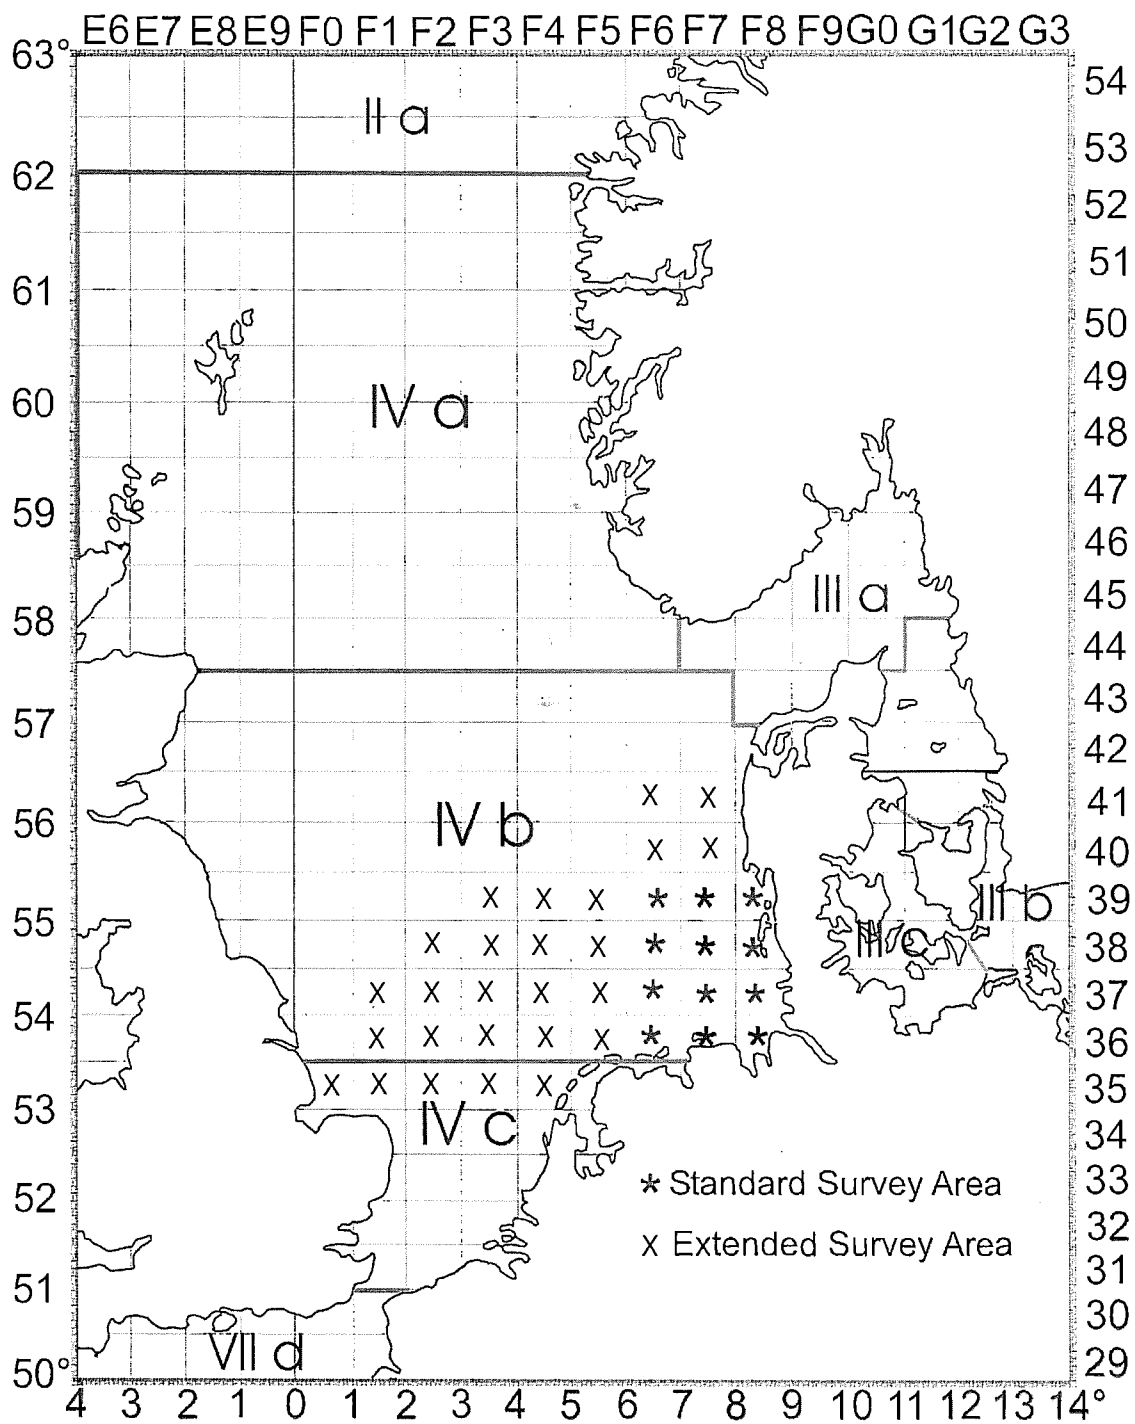 E6 E7 E8 E9 F0 F1 F2 F3 F4 F5 F6 F7 F8 F9 G0 G1 G2 G3
63°
54
II a
53
62
52
51
61
50
49
60
IV a
48
47
59
46
III a
45
58
44
43
57
42
X X
41
56
IV b
X X
40
X X X * * *
39
55
III b
X X X X * * *
38
III c
X X X X X * * *
37
54
X X X X X * * *
36
X X X X X
35
53
IV c
34
* Standard Survey Area
33
52
32
X Extended Survey Area
31
51
30
VII d
29
50°
4 3 2 1 0 1 2 3 4 5 6 7 8 9 10 11 12 13 14°